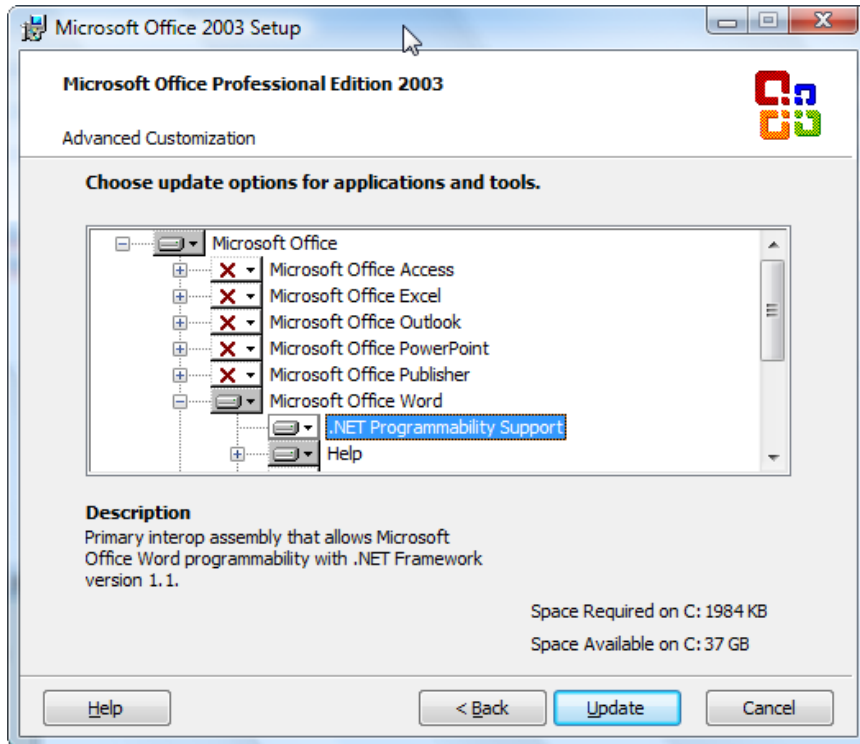 Microsoft Office 2003 Setup
Microsoft Office Professional Edition 2003
Advanced Customization
Choose update options for applications and tools.
Microsoft Office
Microsoft Office Access
Microsoft Office Excel
Microsoft Office Outlook
Microsoft Office PowerPoint
Microsoft Office Publisher
Microsoft Office Word
.NET Programmability Support
Help
Description
Primary interop assembly that allows Microsoft
Office Word programmability with .NET Framework
version 1.1.
Space Required on C: 1984 KB
Space Available on C: 37 GB
Help < Back Update Cancel